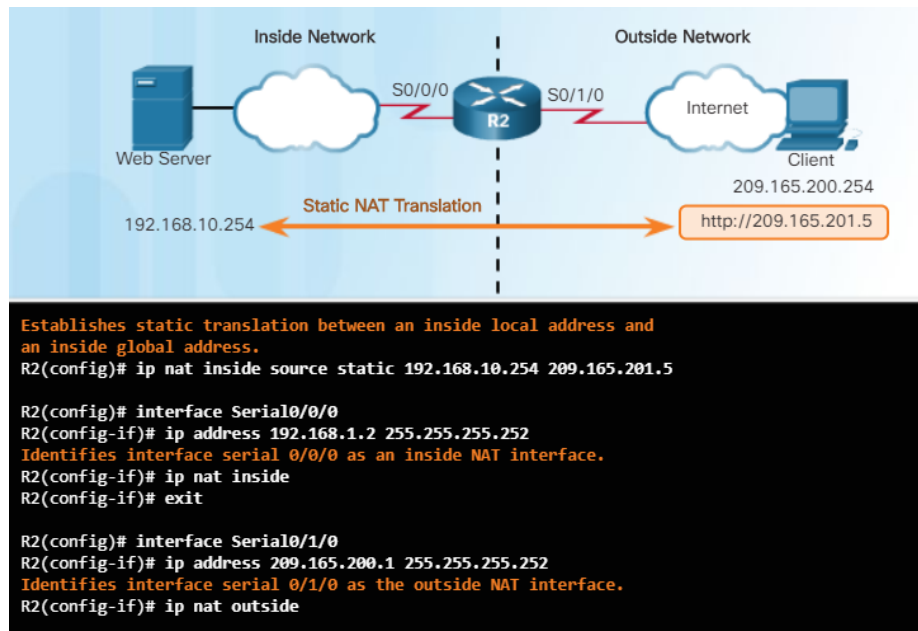 Inside Network
Outside Network
S0/0/0
S0/1/0
R2
Internet
Web Server
Client
209.165.200.254
Static NAT Translation
192.168.10.254
http://209.165.201.5
Establishes static translation between an inside local address and
an inside global address.
R2(config)# ip nat inside source static 192.168.10.254 209.165.201.5
R2(config)# interface Serial0/0/0
R2(config-if)# ip address 192.168.1.2 255.255.255.252
Identifies interface serial 0/0/0 as an inside NAT interface.
R2(config-if)# ip nat inside
R2(config-if)# exit
R2(config)# interface Serial0/1/0
R2(config-if)# ip address 209.165.200.1 255.255.255.252
Identifies interface serial 0/1/0 as the outside NAT interface.
R2(config-if)# ip nat outside